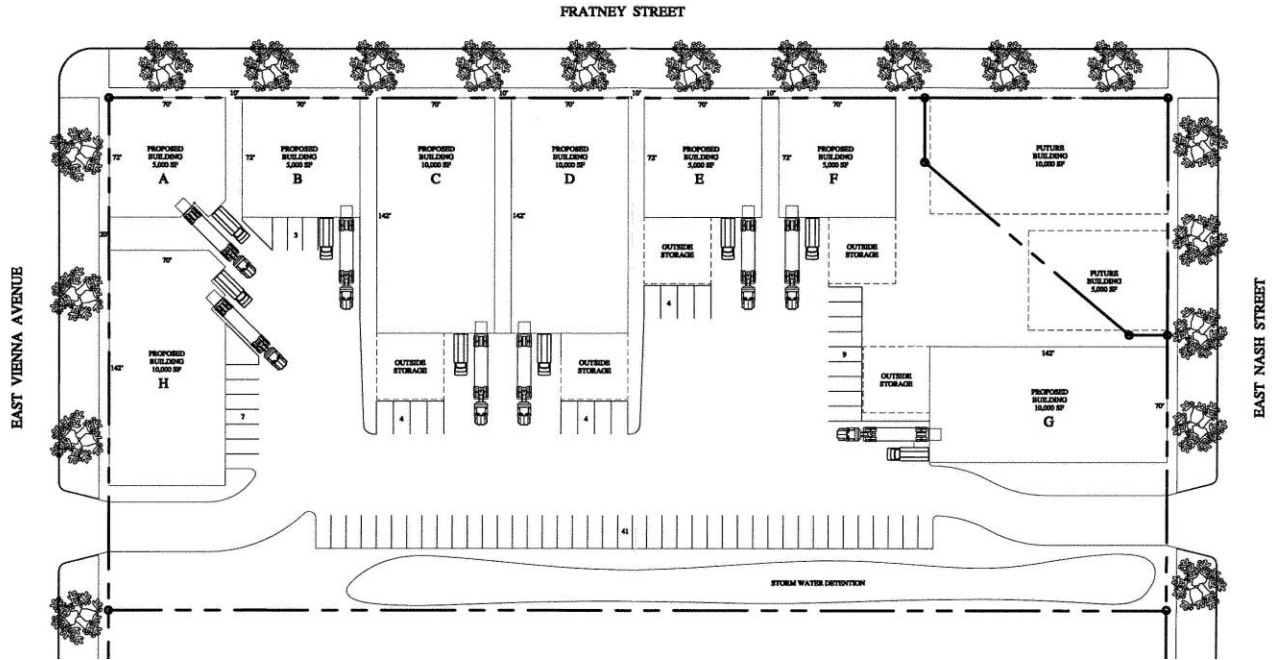 FRATNEY STREET
10'
10'
10'
10'
10'
70'
70'
70'
70'
70'
70'
72'
PROPOSED
BUILDING
5,000 SF
A
72'
PROPOSED
BUILDING
5,000 SF
B
PROPOSED
BUILDING
10,000 SF
C
PROPOSED
BUILDING
10,000 SF
D
72'
PROPOSED
BUILDING
5,000 SF
E
72'
PROPOSED
BUILDING
5,000 SF
F
FUTURE
BUILDING
10,000 SF
142'
142'
20'
3
70'
OUTSIDE
STORAGE
OUTSIDE
STORAGE
FUTURE
BUILDING
5,000 SF
4
EAST VIENNA AVENUE
EAST NASH STREET
142'
PROPOSED
BUILDING
10,000 SF
H
OUTSIDE
STORAGE
OUTSIDE
STORAGE
9
OUTSIDE
STORAGE
142'
PROPOSED
BUILDING
10,000 SF
G
70'
7
4
4
41
STORM WATER DETENTION